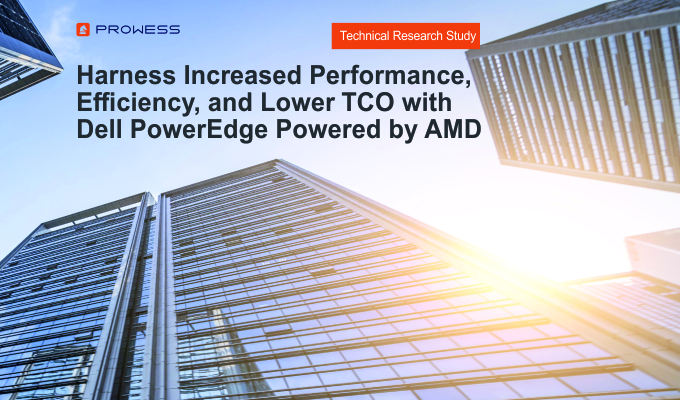 PROWESS
Technical Research Study
Harness Increased Performance,
Efficiency, and Lower TCO with
Dell PowerEdge Powered by AMD